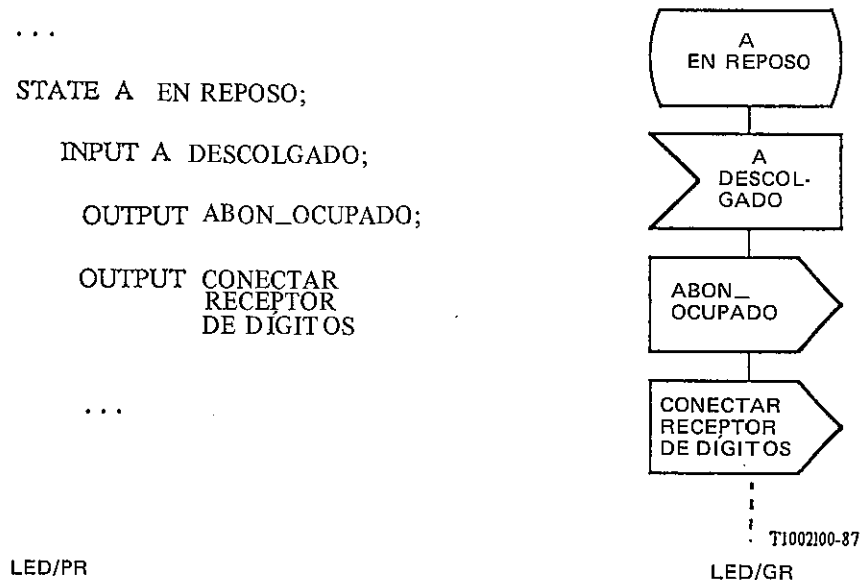 ...
STATE A EN REPOSO;
INPUT A DESCOLGADO;
OUTPUT ABON_OCUPADO;
OUTPUT CONECTAR
RECEPTOR
DE DÍGITOS
...
LED/PR
A
EN REPOSO
A
DESCOL-
GADO
ABON_
OCUPADO
CONECTAR
RECEPTOR
DE DÍGITOS
T1002100-87
LED/GR